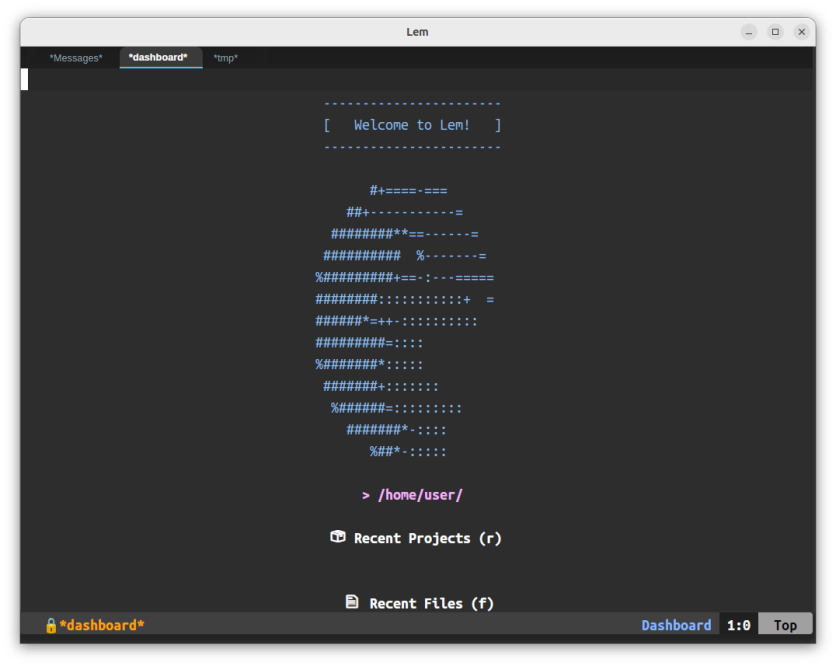 Lem
*Messages* *dashboard* *tmp*
-----------------------
[   Welcome to Lem!   ]
-----------------------
#+====-===
##+-----------=
########**==------=
##########  %-------=
%#########+==-:---=====
########:::::::::::+  =
######*=++-::::::::::
#########=::::
%#######*:::::
#######+:::::::
%######=:::::::::
#######*-::::
%##*-:::::
> /home/user/
Recent Projects (r)
Recent Files (f)
*dashboard* Dashboard 1:0 Top